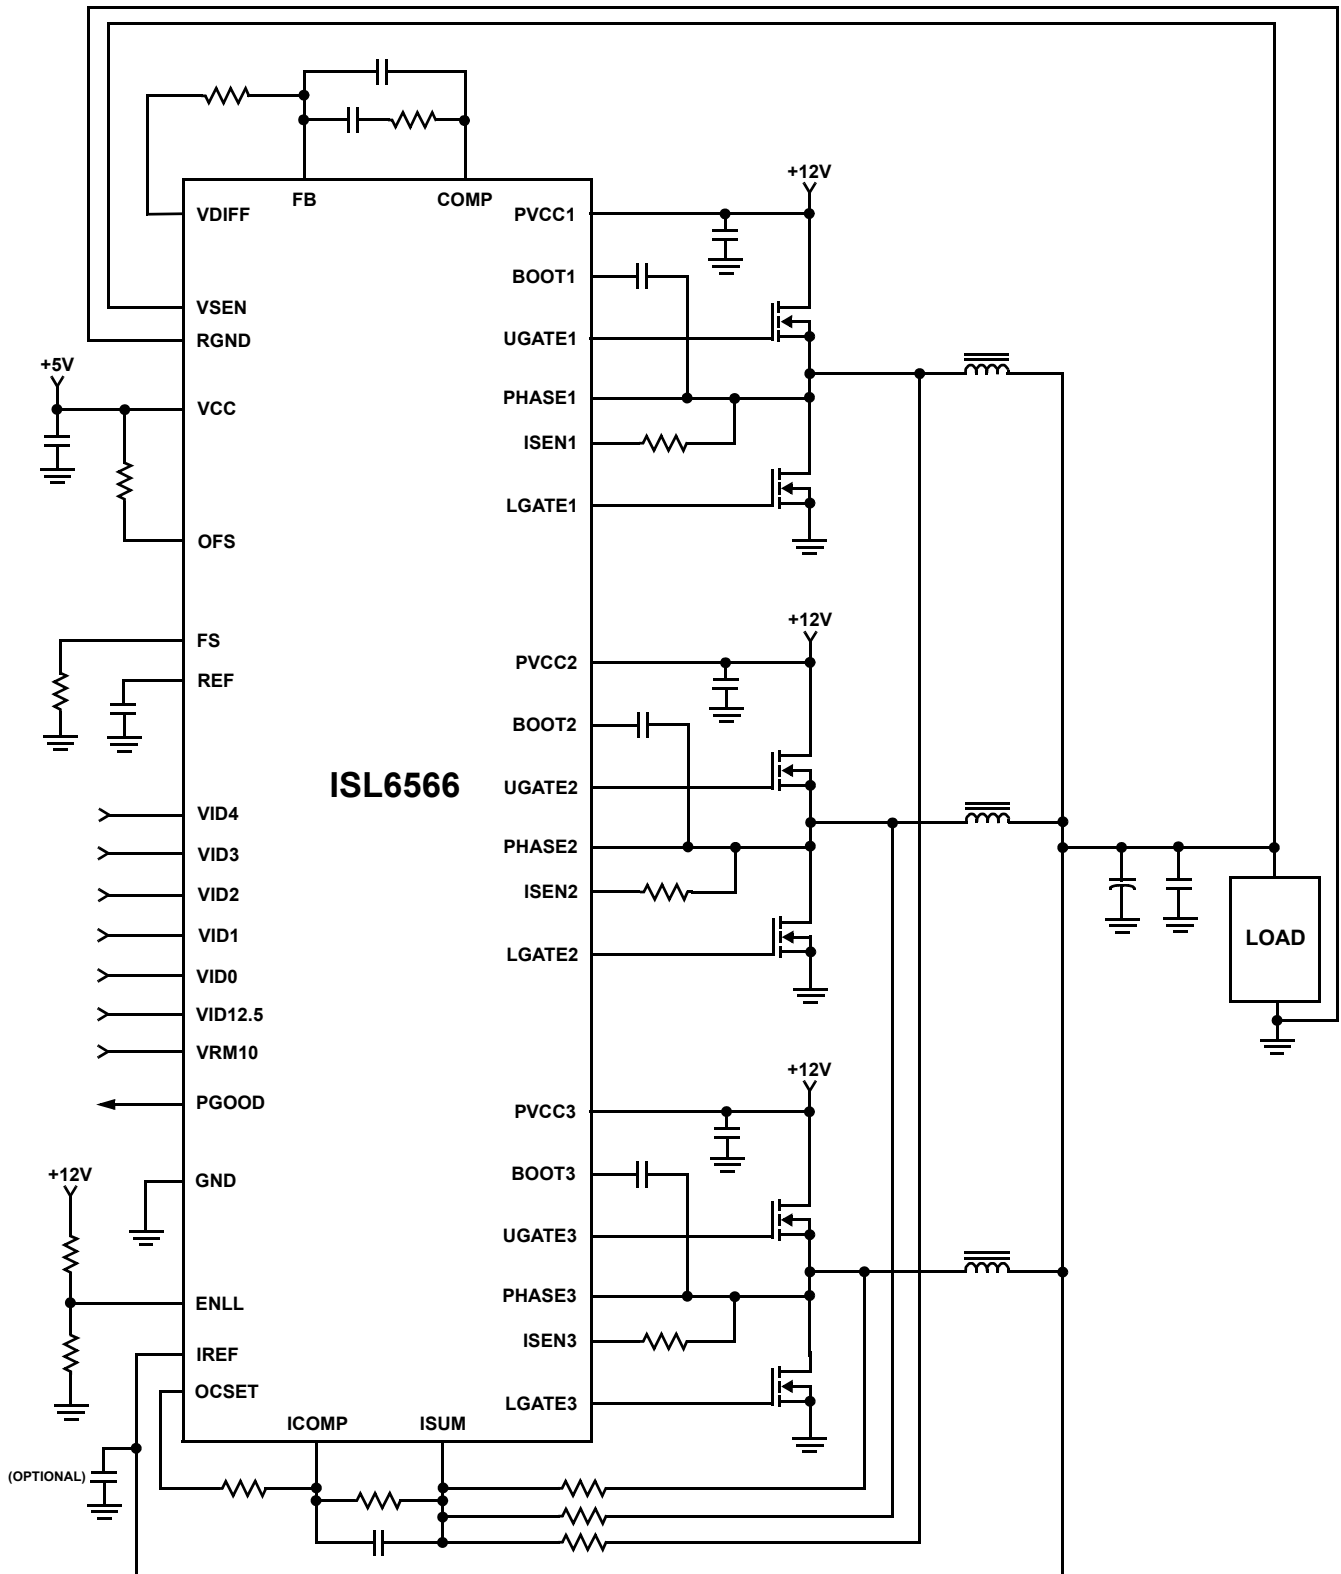 FB
COMP
+12V
VDIFF
PVCC1
BOOT1
VSEN
RGND
UGATE1
+5V
PHASE1
VCC
ISEN1
LGATE1
OFS
+12V
FS
PVCC2
REF
BOOT2
ISL6566
UGATE2
VID4
PHASE2
VID3
ISEN2
VID2
VID1
LOAD
LGATE2
VID0
VID12.5
VRM10
+12V
PGOOD
PVCC3
+12V
BOOT3
GND
UGATE3
PHASE3
ENLL
ISEN3
IREF
OCSET
LGATE3
ICOMP
ISUM
(OPTIONAL)